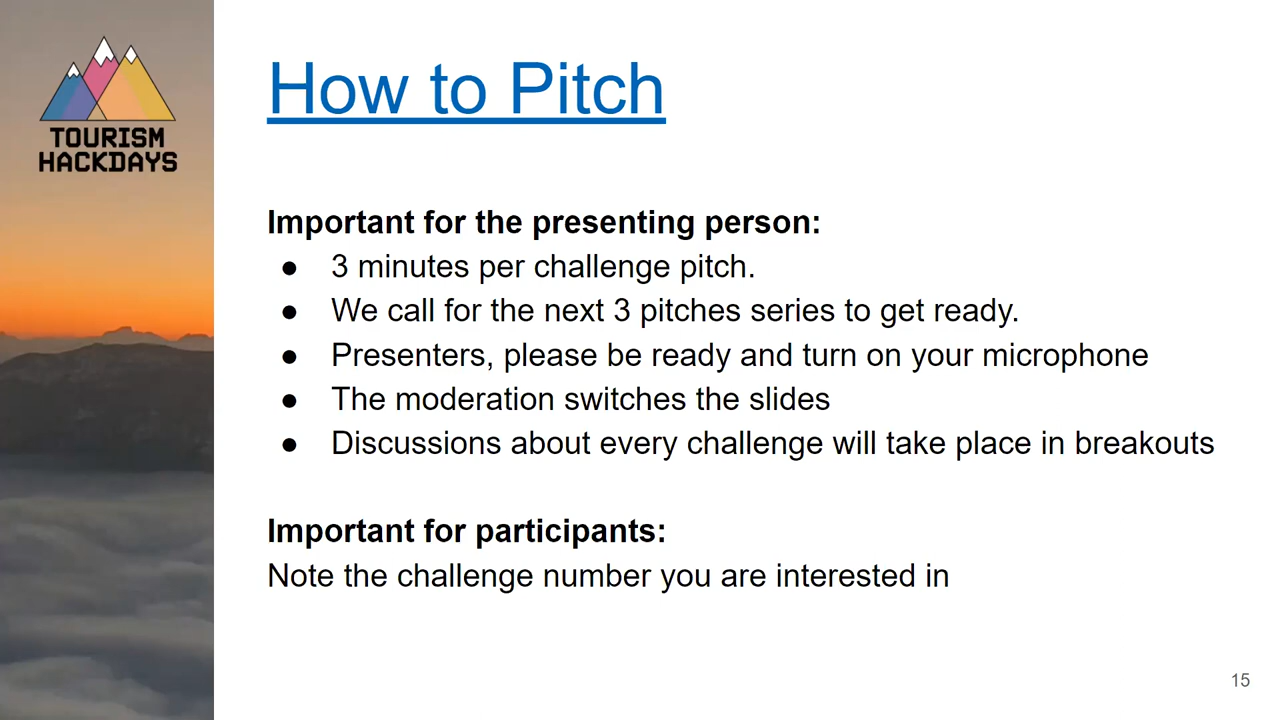 TOURISM
HACKDAYS
How to Pitch
Important for the presenting person:
● 3 minutes per challenge pitch.
● We call for the next 3 pitches series to get ready.
● Presenters, please be ready and turn on your microphone
● The moderation switches the slides
● Discussions about every challenge will take place in breakouts
Important for participants:
Note the challenge number you are interested in
15